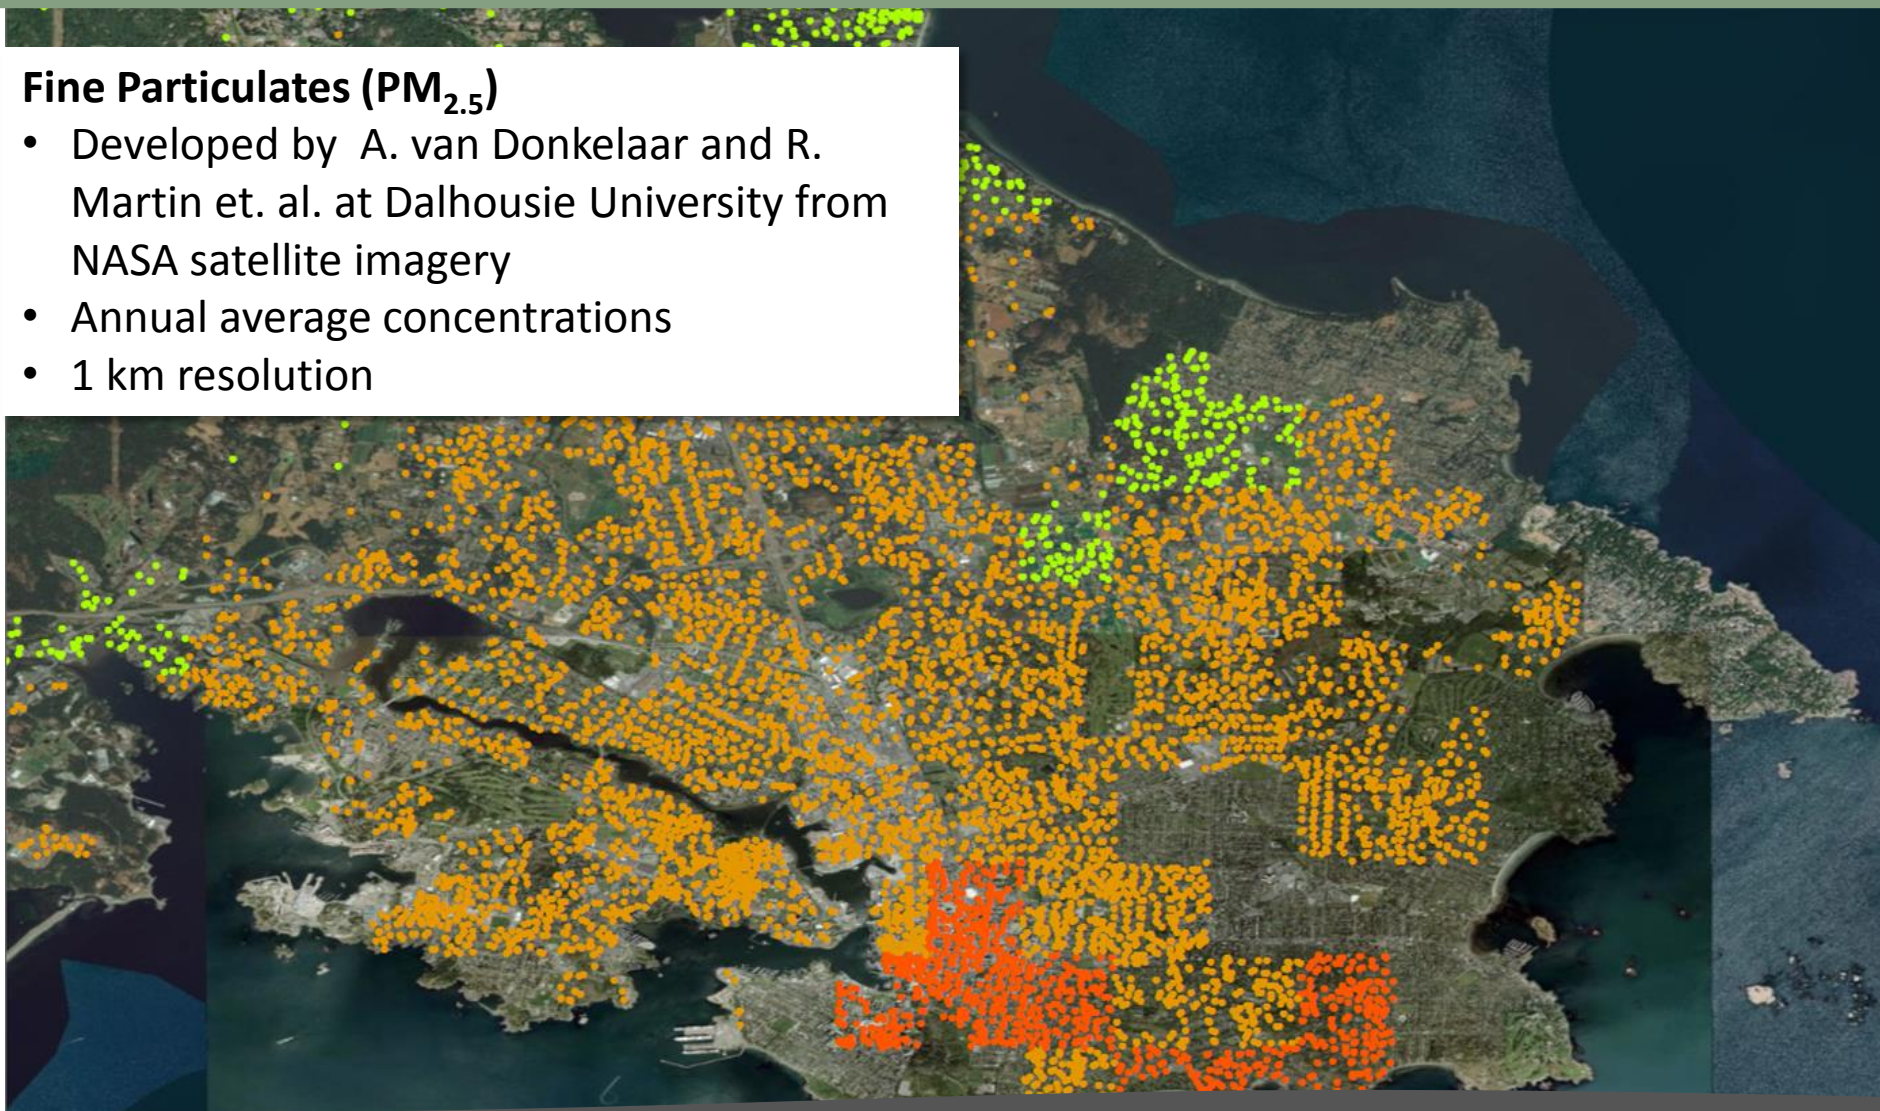 Fine Particulates (PM2.5)
• Developed by  A. van Donkelaar and R.
Martin et. al. at Dalhousie University from
NASA satellite imagery
• Annual average concentrations
• 1 km resolution